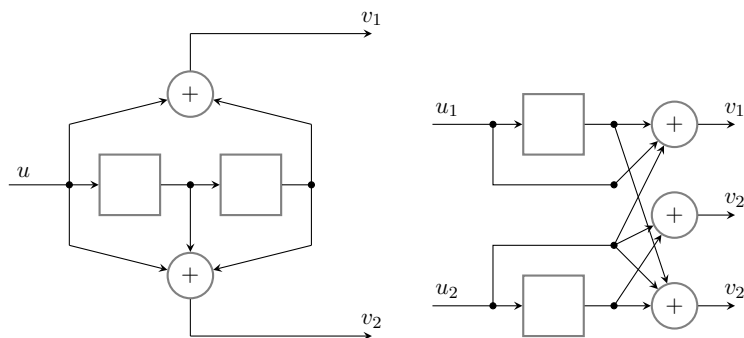 v₁
+
u
+
v₂
u₁
+
v₁
+
v₂
u₂
+
v₂